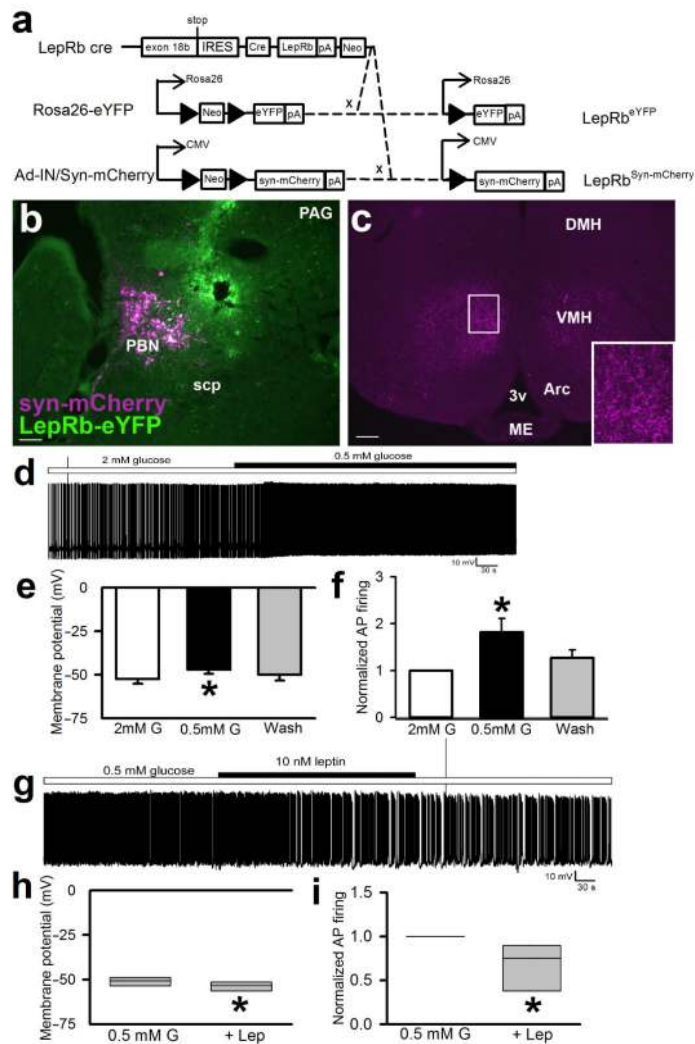 a
stop
LepRb cre
exon 18b IRES Cre LepRb pA Neo
Rosa26 Rosa26
x
Rosa26-eYFP Neo eYFP pA eYFP pA LepRb^eYFP
CMV CMV
x
Ad-IN/Syn-mCherry Neo syn-mCherry pA syn-mCherry pA LepRb^Syn-mCherry
b
PAG
PBN
scp
syn-mCherry
LepRb-eYFP
c
DMH
VMH
3v
Arc
ME
d
2 mM glucose 0.5 mM glucose
10 mV
30 s
e
Membrane potential (mV)
0
−25
−50
−75
*
2mM G 0.5mM G Wash
f
Normalized AP firing
3
2
1
0
*
2mM G 0.5mM G Wash
g
0.5 mM glucose 10 nM leptin
10 mV
30 s
h
Membrane potential (mV)
0
−25
−50
−75
*
0.5 mM G + Lep
i
Normalized AP firing
1.5
1.0
0.5
0.0
*
0.5 mM G + Lep